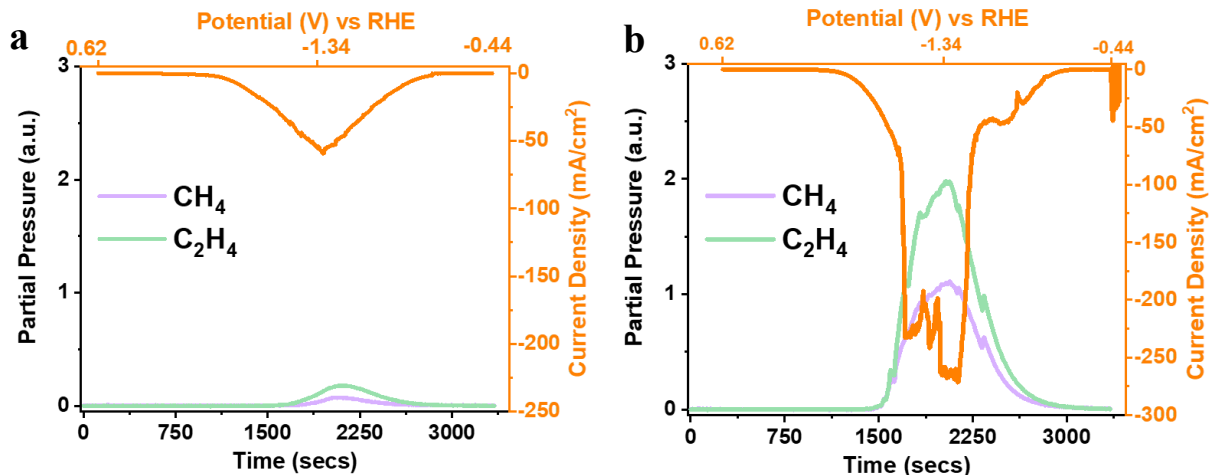 a
Potential (V) vs RHE
0.62
-1.34
-0.44
3
2
1
0
Partial Pressure (a.u.)
CH4
C2H4
0
-50
-100
-150
-200
-250
Current Density (mA/cm²)
0
750
1500
2250
3000
Time (secs)
b
Potential (V) vs RHE
0.62
-1.34
-0.44
3
2
1
0
Partial Pressure (a.u.)
CH4
C2H4
0
-50
-100
-150
-200
-250
-300
Current Density (mA/cm²)
0
750
1500
2250
3000
Time (secs)